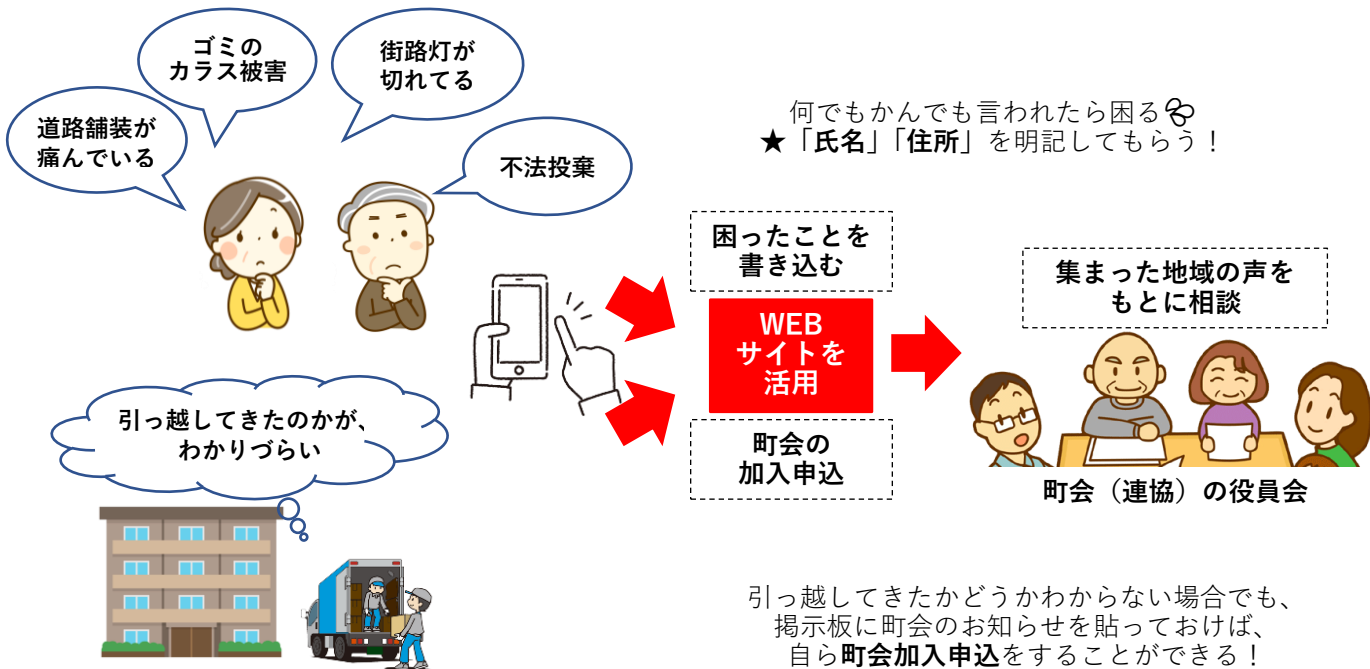 ゴミの
カラス被害
街路灯が
切れてる
道路舗装が
痛んでいる
不法投棄
何でもかんでも言われたら困る
★「氏名」「住所」を明記してもらう！
困ったことを
書き込む
WEB
サイトを
活用
町会の
加入申込
集まった地域の声を
もとに相談
町会（連協）の役員会
引っ越してきたのかが、
わかりづらい
引っ越してきたかどうかわからない場合でも、
掲示板に町会のお知らせを貼っておけば、
自ら町会加入申込をすることができる！